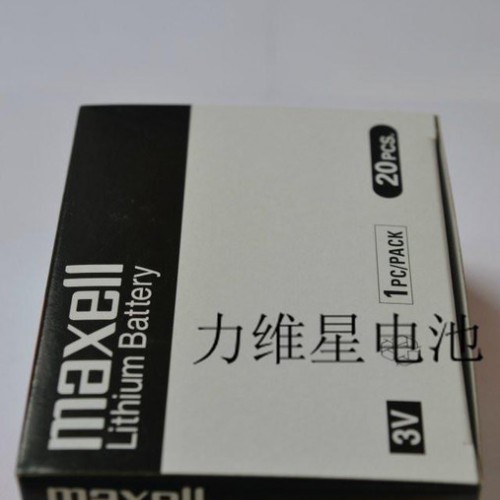 maxell
Lithium Battery
20PCS.
1PC/PACK
3V
力维星电池
maxell